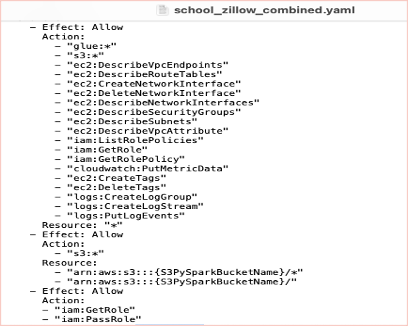 school_zillow_combined.yaml
- Effect: Allow
Action:
- "glue:*"
- "s3:*"
- "ec2:DescribeVpcEndpoints"
- "ec2:DescribeRouteTables"
- "ec2:CreateNetworkInterface"
- "ec2:DeleteNetworkInterface"
- "ec2:DescribeNetworkInterfaces"
- "ec2:DescribeSecurityGroups"
- "ec2:DescribeSubnets"
- "ec2:DescribeVpcAttribute"
- "iam:ListRolePolicies"
- "iam:GetRole"
- "iam:GetRolePolicy"
- "cloudwatch:PutMetricData"
- "ec2:CreateTags"
- "ec2:DeleteTags"
- "logs:CreateLogGroup"
- "logs:CreateLogStream"
- "logs:PutLogEvents"
Resource: "*"
- Effect: Allow
Action:
- "s3:*"
Resource:
- "arn:aws:s3:::{S3PySparkBucketName}/*"
- "arn:aws:s3:::{S3PySparkBucketName}/"
- Effect: Allow
Action:
- "iam:GetRole"
- "iam:PassRole"